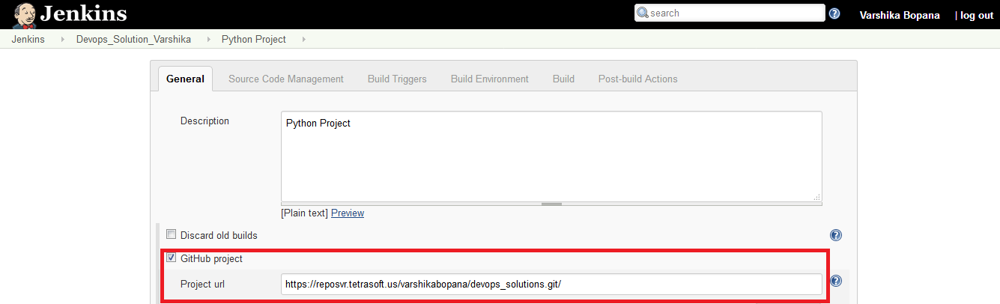 Jenkins
search
Varshika Bopana | log out
Jenkins Devops_Solution_Varshika Python Project
General Source Code Management Build Triggers Build Environment Build Post-build Actions
Description
Python Project
[Plain text] Preview
Discard old builds
GitHub project
Project url https://reposvr.tetrasoft.us/varshikabopana/devops_solutions.git/